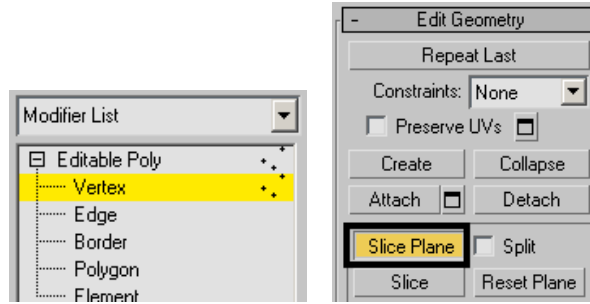 Modifier List
Editable Poly
Vertex
Edge
Border
Polygon
Element
- Edit Geometry
Repeat Last
Constraints: None
Preserve UVs
Create Collapse
Attach Detach
Slice Plane Split
Slice Reset Plane